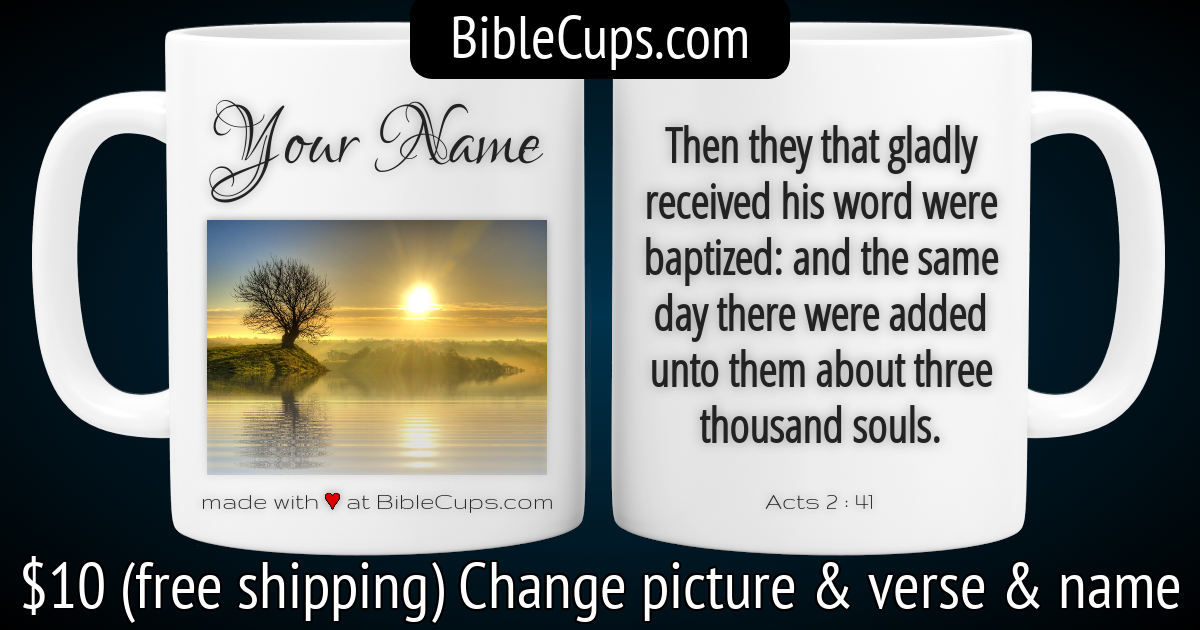 BibleCups.com
Your Name
made with ♥ at BibleCups.com
Then they that gladly
received his word were
baptized: and the same
day there were added
unto them about three
thousand souls.
Acts 2 : 41
$10 (free shipping) Change picture & verse & name